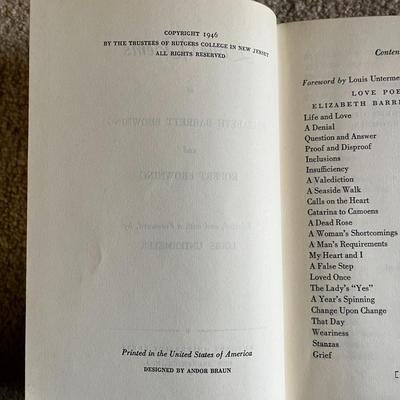 COPYRIGHT 1946
BY THE TRUSTEES OF RUTGERS COLLEGE IN NEW JERSEY
ALL RIGHTS RESERVED
Printed in the United States of America
DESIGNED BY ANDOR BRAUN
Conten
Foreword by Louis Unterme
LOVE POE
ELIZABETH BARRE
Life and Love
A Denial
Question and Answer
Proof and Disproof
Inclusions
Insufficiency
A Valediction
A Seaside Walk
Calls on the Heart
Catarina to Camoens
A Dead Rose
A Woman's Shortcomings
A Man's Requirements
My Heart and I
A False Step
Loved Once
The Lady's "Yes"
A Year's Spinning
Change Upon Change
That Day
Weariness
Stanzas
Grief
[